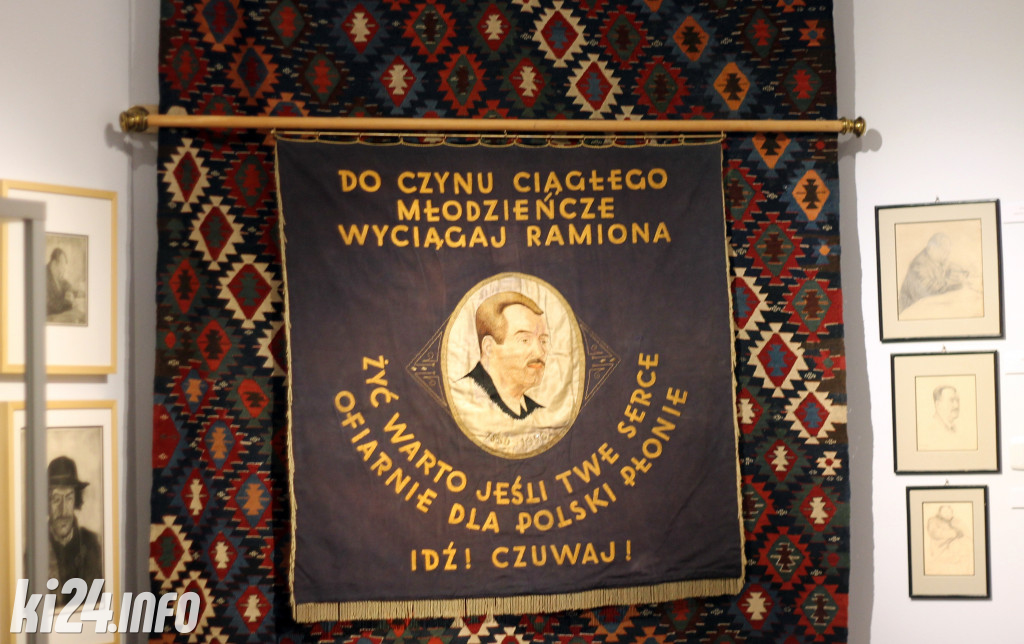 DO CZYNU CIĄGŁEGO
MŁODZIEŃCZE
WYCIĄGAJ RAMIONA
ŻYĆ WARTO JEŚLI TWE SERCE
OFIARNIE DLA POLSKI PŁONIE
IDŹ! CZUWAJ!
ki24.info